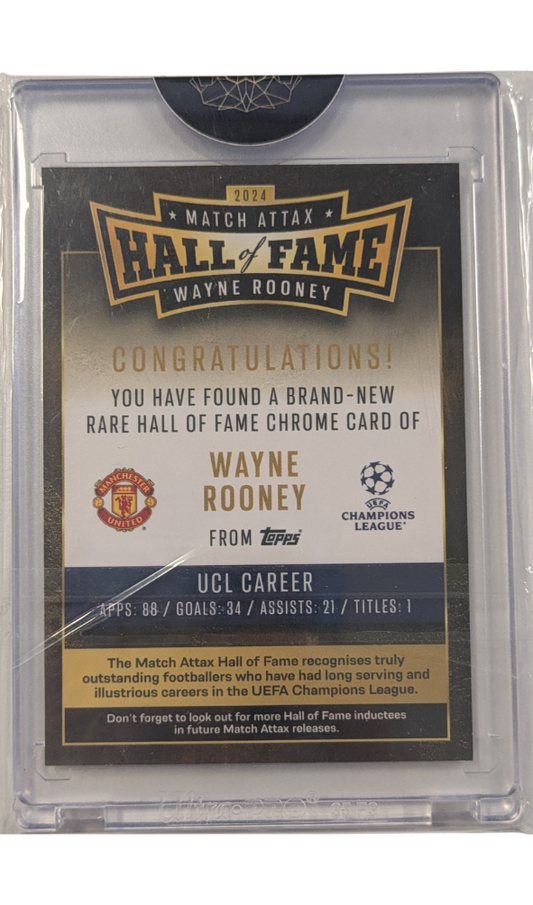 2024
★ MATCH ATTAX ★
HALL of FAME
WAYNE ROONEY
CONGRATULATIONS!
YOU HAVE FOUND A BRAND-NEW
RARE HALL OF FAME CHROME CARD OF
WAYNE
ROONEY
MANCHESTER
UNITED
UEFA
CHAMPIONS
LEAGUE®
FROM Topps®
UCL CAREER
APPS: 88 / GOALS: 34 / ASSISTS: 21 / TITLES: 1
The Match Attax Hall of Fame recognises truly
outstanding footballers who have had long serving and
illustrious careers in the UEFA Champions League.
Don't forget to look out for more Hall of Fame inductees
in future Match Attax releases.